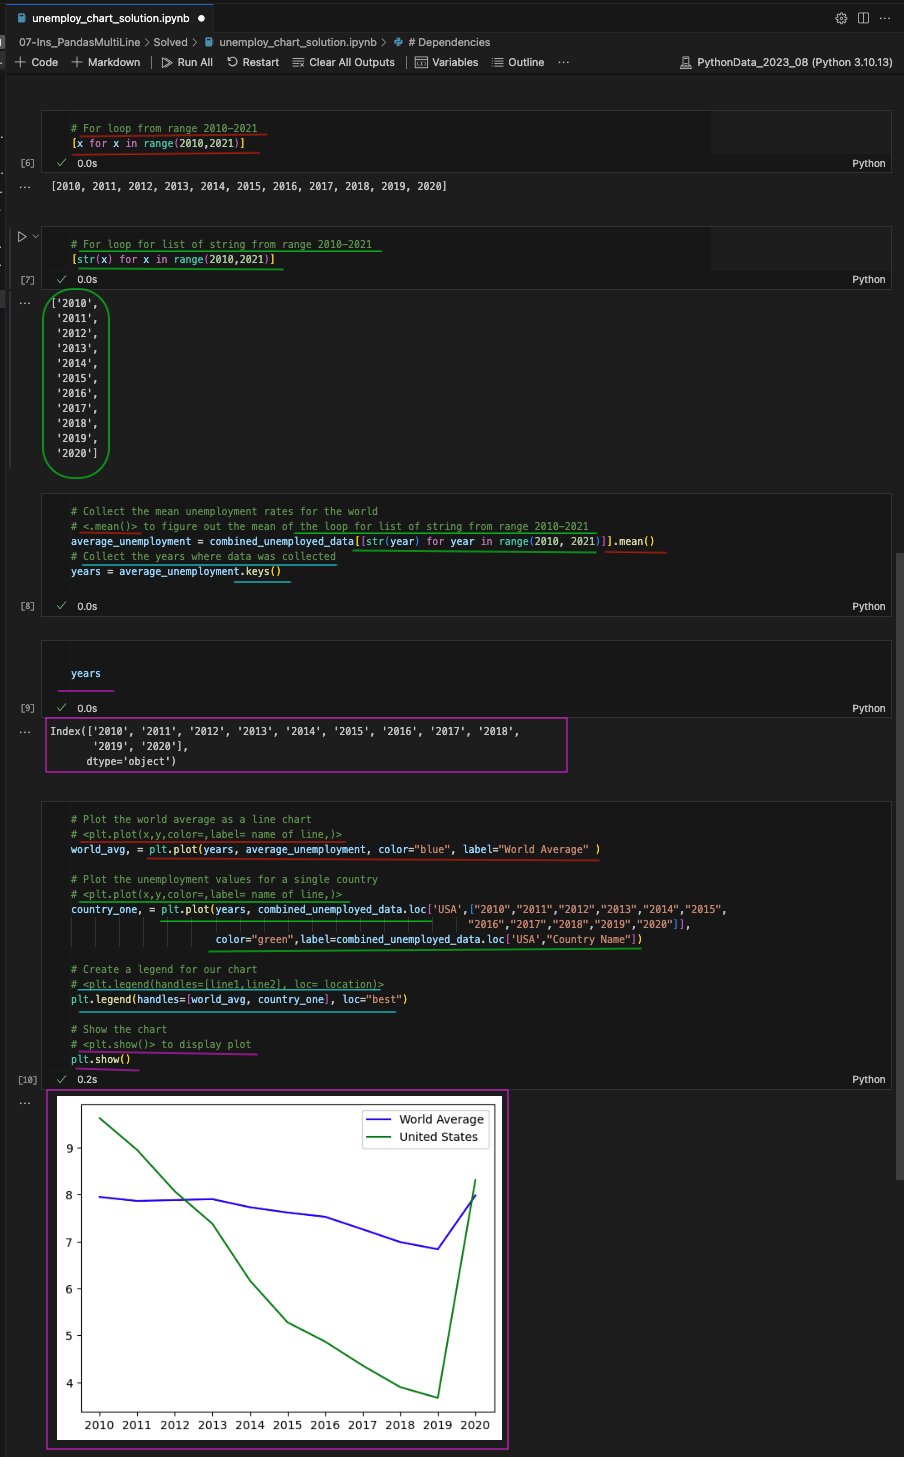 unemploy_chart_solution.ipynb
07-Ins_PandasMultiLine > Solved > unemploy_chart_solution.ipynb > # Dependencies
+ Code + Markdown | Run All Restart Clear All Outputs | Variables Outline ...
PythonData_2023_08 (Python 3.10.13)
# For loop from range 2010-2021
[x for x in range(2010,2021)]
[6] ✓ 0.0s Python
[2010, 2011, 2012, 2013, 2014, 2015, 2016, 2017, 2018, 2019, 2020]
# For loop for list of string from range 2010-2021
[str(x) for x in range(2010,2021)]
[7] ✓ 0.0s Python
['2010',
'2011',
'2012',
'2013',
'2014',
'2015',
'2016',
'2017',
'2018',
'2019',
'2020']
# Collect the mean unemployment rates for the world
# <.mean()> to figure out the mean of the loop for list of string from range 2010-2021
average_unemployment = combined_unemployed_data[[str(year) for year in range(2010, 2021)]].mean()
# Collect the years where data was collected
years = average_unemployment.keys()
[8] ✓ 0.0s Python
years
[9] ✓ 0.0s Python
Index(['2010', '2011', '2012', '2013', '2014', '2015', '2016', '2017', '2018',
'2019', '2020'],
dtype='object')
# Plot the world average as a line chart
# <plt.plot(x,y,color=,label= name of line,)>
world_avg, = plt.plot(years, average_unemployment, color="blue", label="World Average" )
# Plot the unemployment values for a single country
# <plt.plot(x,y,color=,label= name of line,)>
country_one, = plt.plot(years, combined_unemployed_data.loc['USA',["2010","2011","2012","2013","2014","2015",
"2016","2017","2018","2019","2020"]],
color="green",label=combined_unemployed_data.loc['USA',"Country Name"])
# Create a legend for our chart
# <plt.legend(handles=[line1,line2], loc= location)>
plt.legend(handles=[world_avg, country_one], loc="best")
# Show the chart
# <plt.show()> to display plot
plt.show()
[10] ✓ 0.2s Python
World Average
United States
9
8
7
6
5
4
2010 2011 2012 2013 2014 2015 2016 2017 2018 2019 2020